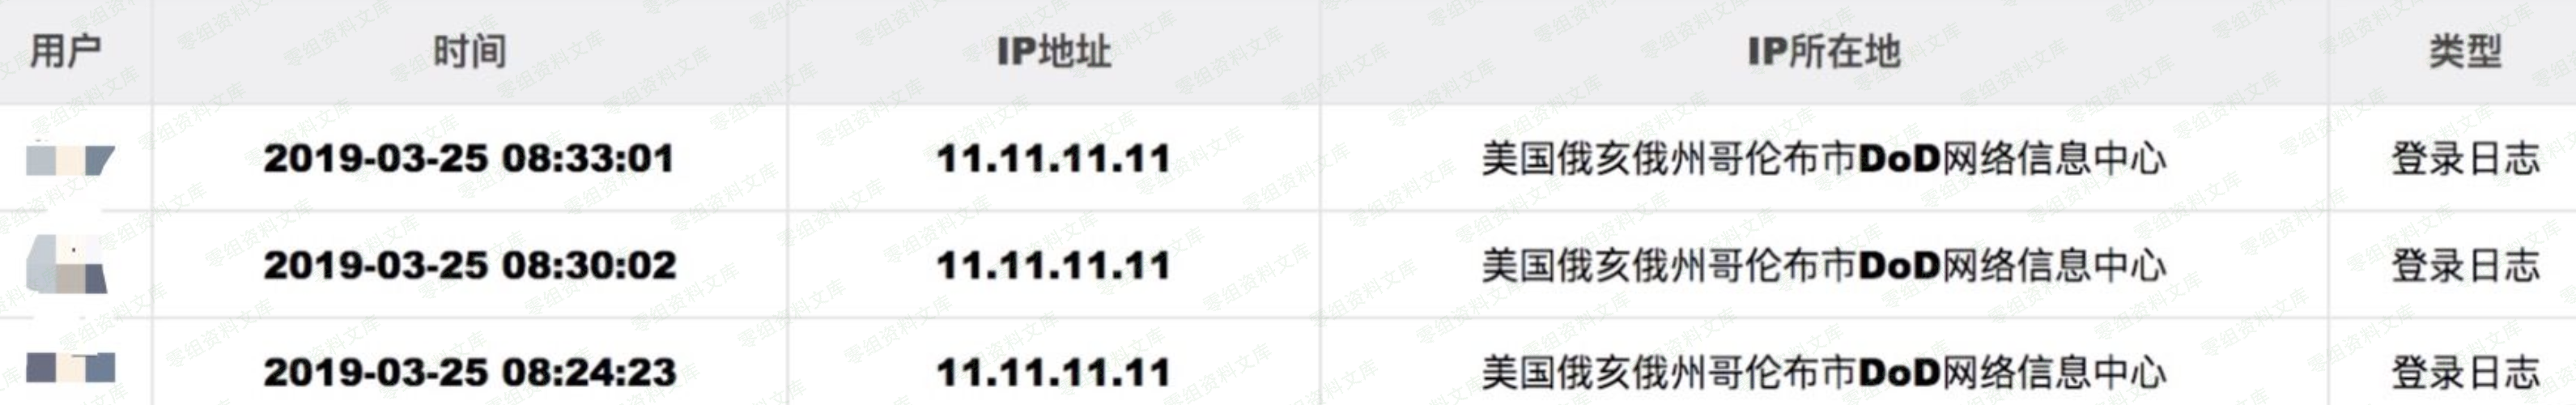 用户 时间 IP地址 IP所在地 类型
2019-03-25 08:33:01 11.11.11.11 美国俄亥俄州哥伦布市DoD网络信息中心 登录日志
2019-03-25 08:30:02 11.11.11.11 美国俄亥俄州哥伦布市DoD网络信息中心 登录日志
2019-03-25 08:24:23 11.11.11.11 美国俄亥俄州哥伦布市DoD网络信息中心 登录日志
零组资料文库